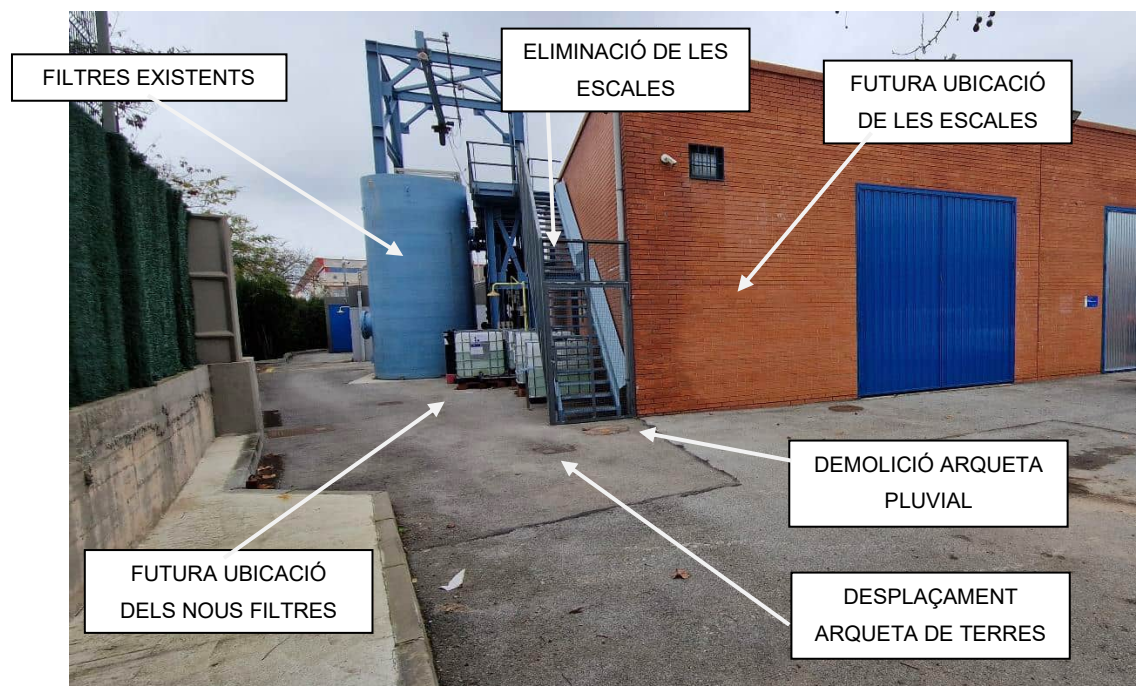 FILTRES EXISTENTS
ELIMINACIÓ DE LES
ESCALES
FUTURA UBICACIÓ
DE LES ESCALES
DEMOLICIÓ ARQUETA
PLUVIAL
FUTURA UBICACIÓ
DELS NOUS FILTRES
DESPLAÇAMENT
ARQUETA DE TERRES